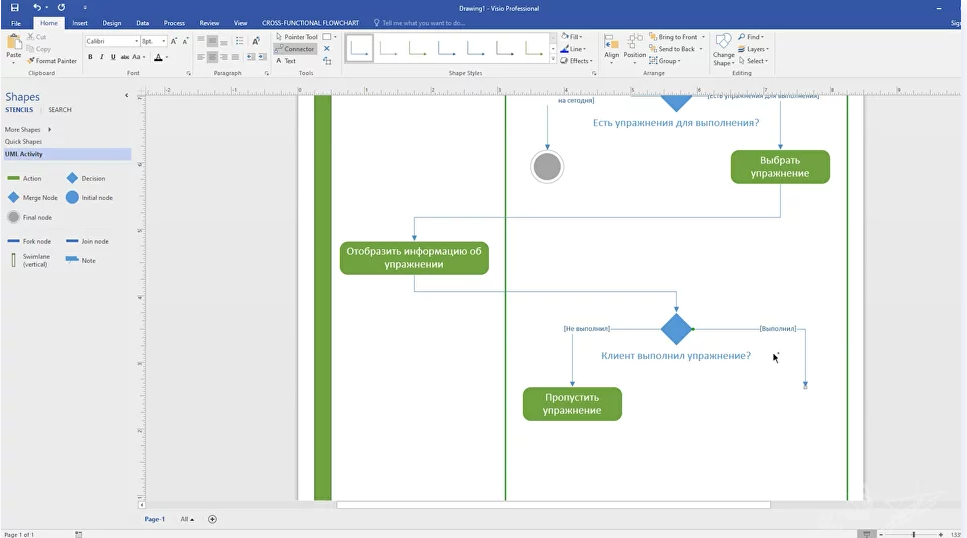 Drawing1 - Visio Professional
File Home Insert Design Data Process Review View CROSS-FUNCTIONAL FLOWCHART Tell me what you want to do...
Sign
Paste
Cut
Copy
Format Painter
Clipboard
Calibri 8pt.
B I U abc Aa A
Font
Paragraph
Pointer Tool
Connector
A Text
Tools
Shape Styles
Fill
Line
Effects
Align
Position
Bring to Front
Send to Back
Group
Arrange
Change
Shape
Find
Layers
Select
Editing
Shapes
STENCILS SEARCH
More Shapes
Quick Shapes
UML Activity
Action
Decision
Merge Node
Initial node
Final node
Fork node
Join node
Swimlane
(vertical)
Note
на сегодня]
[Есть упражнения для выполнения]
Есть упражнения для выполнения?
Выбрать
упражнение
Отобразить информацию об
упражнении
[Не выполнил]
[Выполнил]
Клиент выполнил упражнение?
Пропустить
упражнение
Page-1 All
Page 1 of 1
133